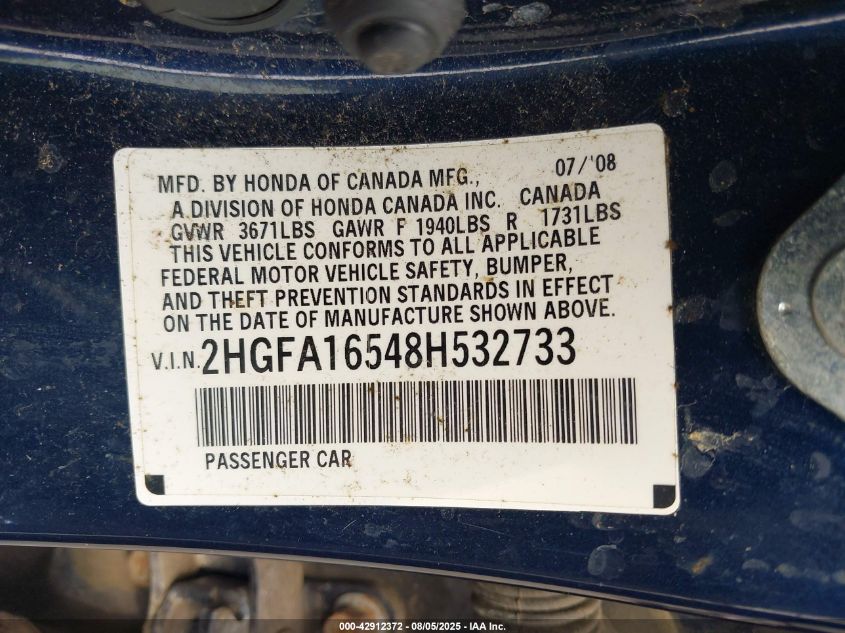 MFD. BY HONDA OF CANADA MFG., 07/'08
A DIVISION OF HONDA CANADA INC. CANADA
GVWR 3671LBS GAWR F 1940LBS R 1731LBS
THIS VEHICLE CONFORMS TO ALL APPLICABLE
FEDERAL MOTOR VEHICLE SAFETY, BUMPER,
AND THEFT PREVENTION STANDARDS IN EFFECT
ON THE DATE OF MANUFACTURE SHOWN ABOVE.
V.I.N. 2HGFA16548H532733
PASSENGER CAR
000-42912372 - 08/05/2025 - IAA Inc.